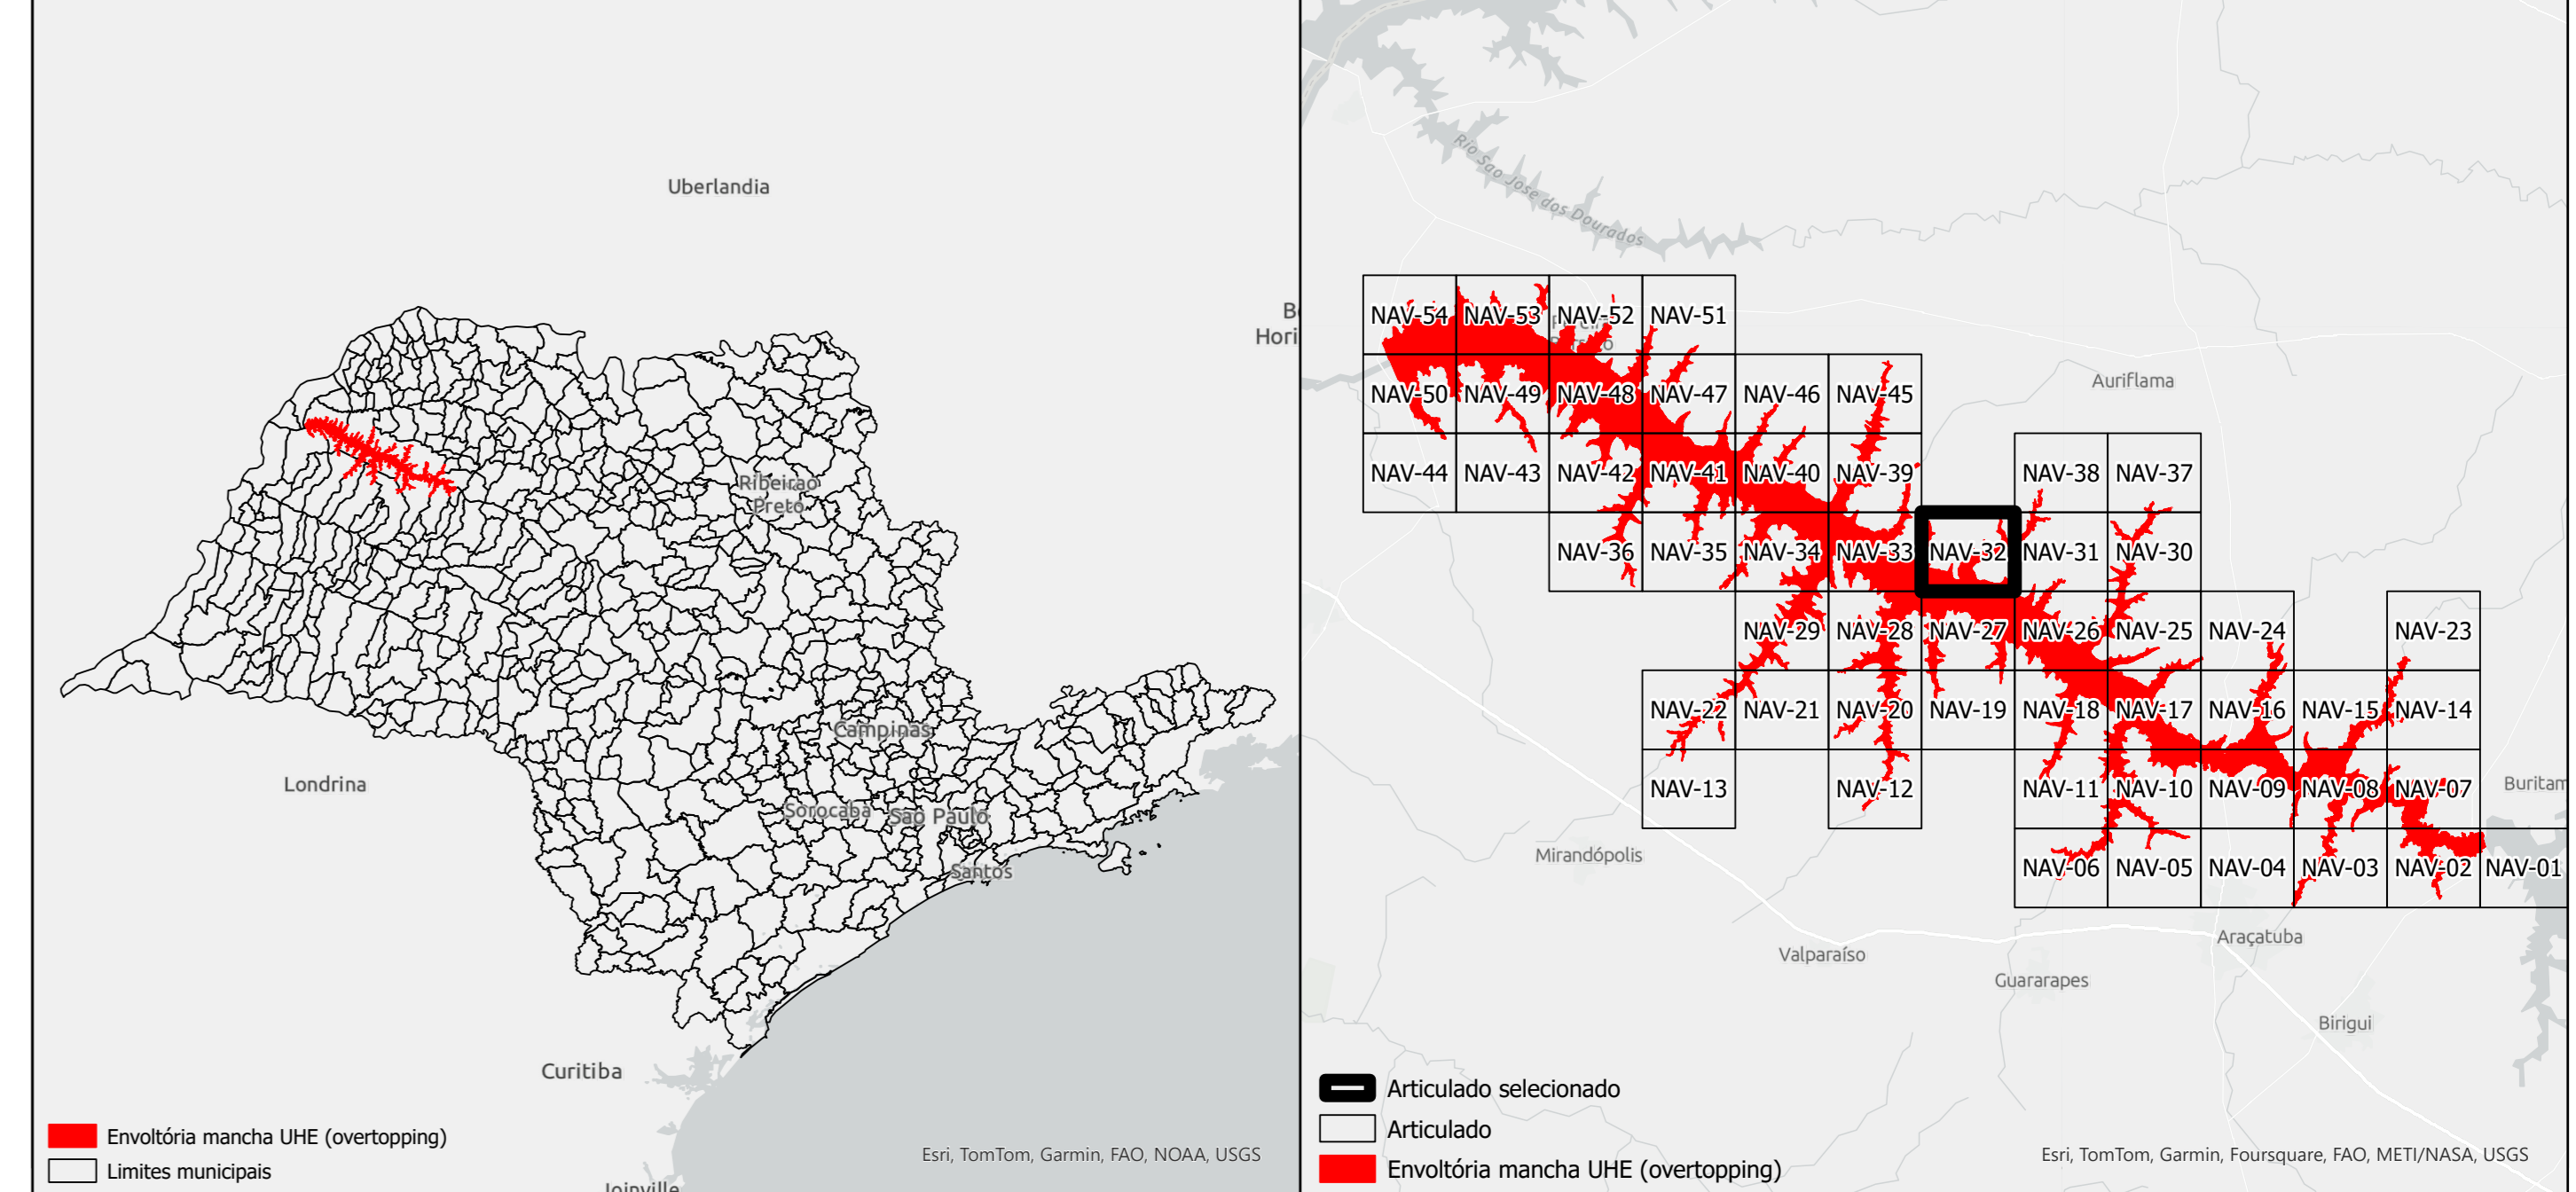 Uberlandia
Ribeirao
Preto
Campinas
Londrina
Sorocaba
Sao Paulo
Santos
Curitiba
Joinville
Envoltória mancha UHE (overtopping)
Limites municipais
Esri, TomTom, Garmin, FAO, NOAA, USGS
Hori
Rio Sao Jose dos Dourados
NAV-54 NAV-53 NAV-52 NAV-51
NAV-50 NAV-49 NAV-48 NAV-47 NAV-46 NAV-45
Auriflama
NAV-44 NAV-43 NAV-42 NAV-41 NAV-40 NAV-39 NAV-38 NAV-37
NAV-36 NAV-35 NAV-34 NAV-33 NAV-32 NAV-31 NAV-30
NAV-29 NAV-28 NAV-27 NAV-26 NAV-25 NAV-24 NAV-23
NAV-22 NAV-21 NAV-20 NAV-19 NAV-18 NAV-17 NAV-16 NAV-15 NAV-14
NAV-13 NAV-12 NAV-11 NAV-10 NAV-09 NAV-08 NAV-07
Buritam
Mirandópolis
NAV-06 NAV-05 NAV-04 NAV-03 NAV-02 NAV-01
Araçatuba
Valparaíso
Guararapes
Birigui
Articulado selecionado
Articulado
Envoltória mancha UHE (overtopping)
Esri, TomTom, Garmin, Foursquare, FAO, METI/NASA, USGS